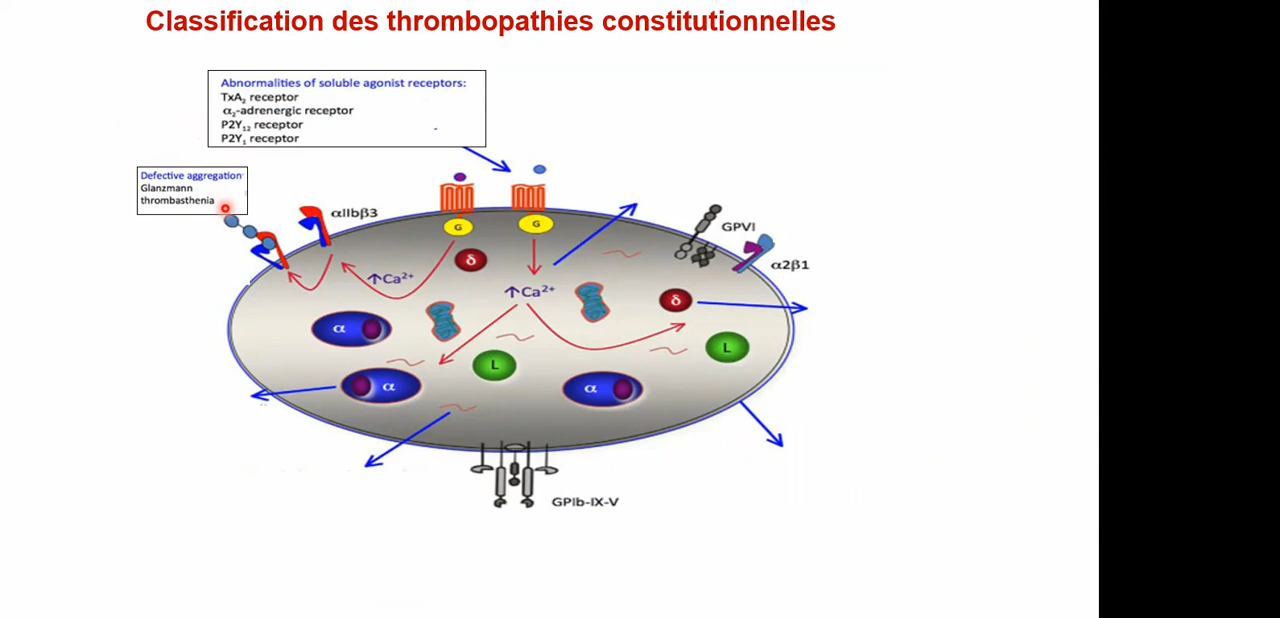 Classification des thrombopathies constitutionnelles
Abnormalities of soluble agonist receptors:
TxA₂ receptor
α₂-adrenergic receptor
P2Y₁₂ receptor
P2Y₁ receptor
Defective aggregation
Glanzmann
thrombasthenia
αIIbβ3
G
G
GPVI
α2β1
δ
↑Ca²⁺
↑Ca²⁺
δ
α
L
L
α
α
GPIb-IX-V